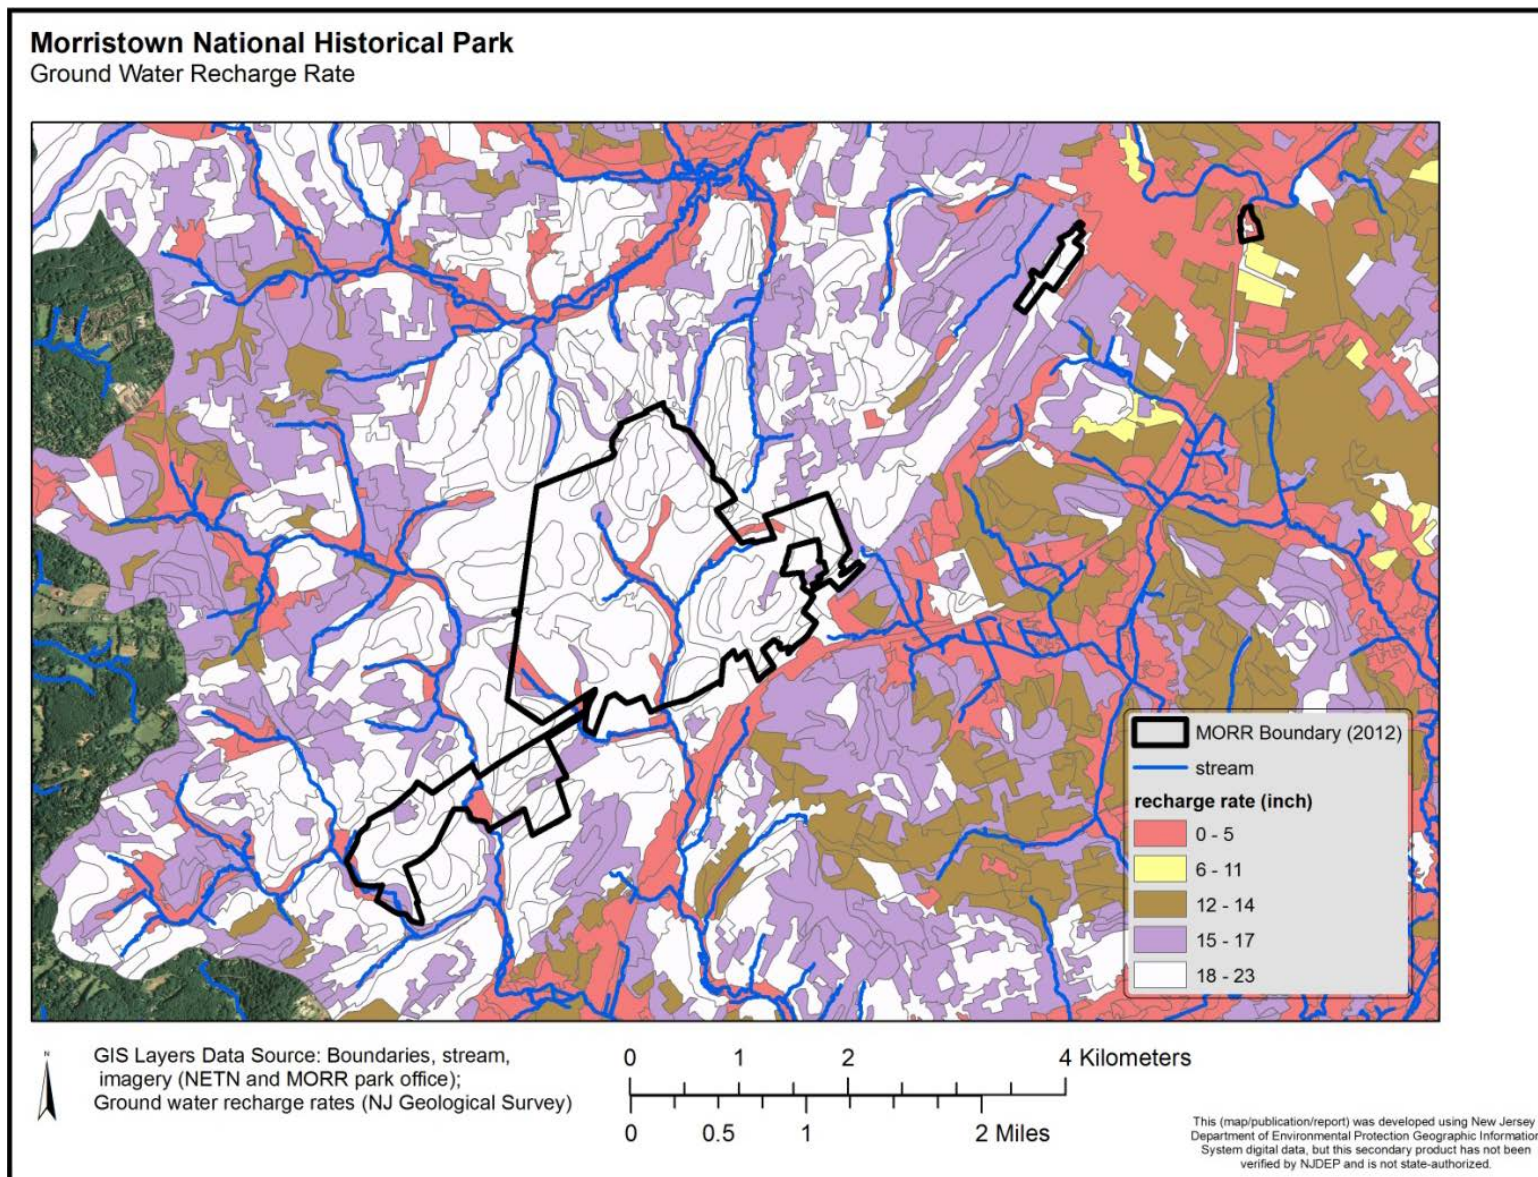 Morristown National Historical Park
Ground Water Recharge Rate
MORR Boundary (2012)
stream
recharge rate (inch)
0 - 5
6 - 11
12 - 14
15 - 17
18 - 23
N
GIS Layers Data Source: Boundaries, stream,
imagery (NETN and MORR park office);
Ground water recharge rates (NJ Geological Survey)
0 1 2 4 Kilometers
0 0.5 1 2 Miles
This (map/publication/report) was developed using New Jersey
Department of Environmental Protection Geographic Information
System digital data, but this secondary product has not been
verified by NJDEP and is not state-authorized.